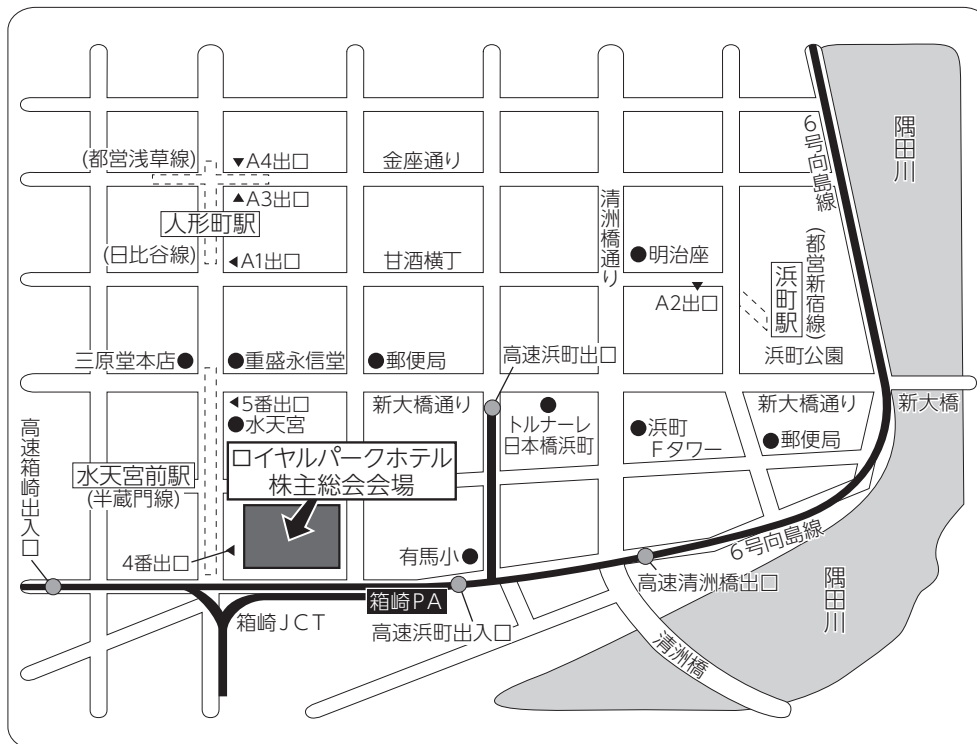 隅田川
6号向島線
(都営浅草線)
▼A4出口
金座通り
▲A3出口
人形町駅
清洲橋通り
(日比谷線)
◀A1出口
甘酒横丁
●明治座
浜町駅
(都営新宿線)
▼
A2出口
浜町公園
三原堂本店●
●重盛永信堂
●郵便局
高速浜町出口
◀5番出口
新大橋通り
新大橋通り
新大橋
●水天宮
●
トルナーレ
日本橋浜町
●浜町
Fタワー
●郵便局
高速箱崎出入口
水天宮前駅
(半蔵門線)
ロイヤルパークホテル
株主総会会場
4番出口
有馬小●
6号向島線
箱崎PA
高速清洲橋出口
箱崎JCT
高速浜町出入口
隅田川
清洲橋